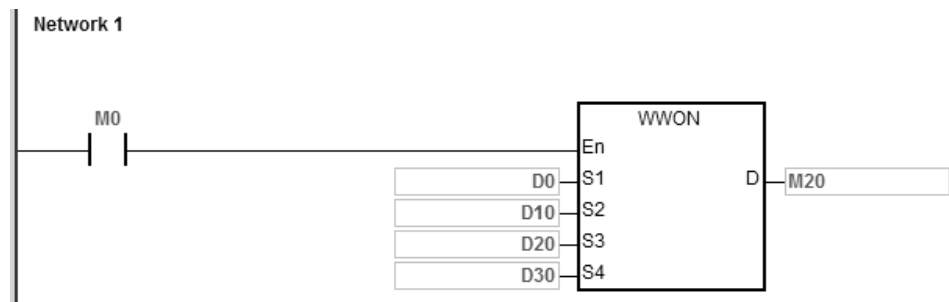 Network 1
M0
WWON
En
D0 S1 D M20
D10 S2
D20 S3
D30 S4